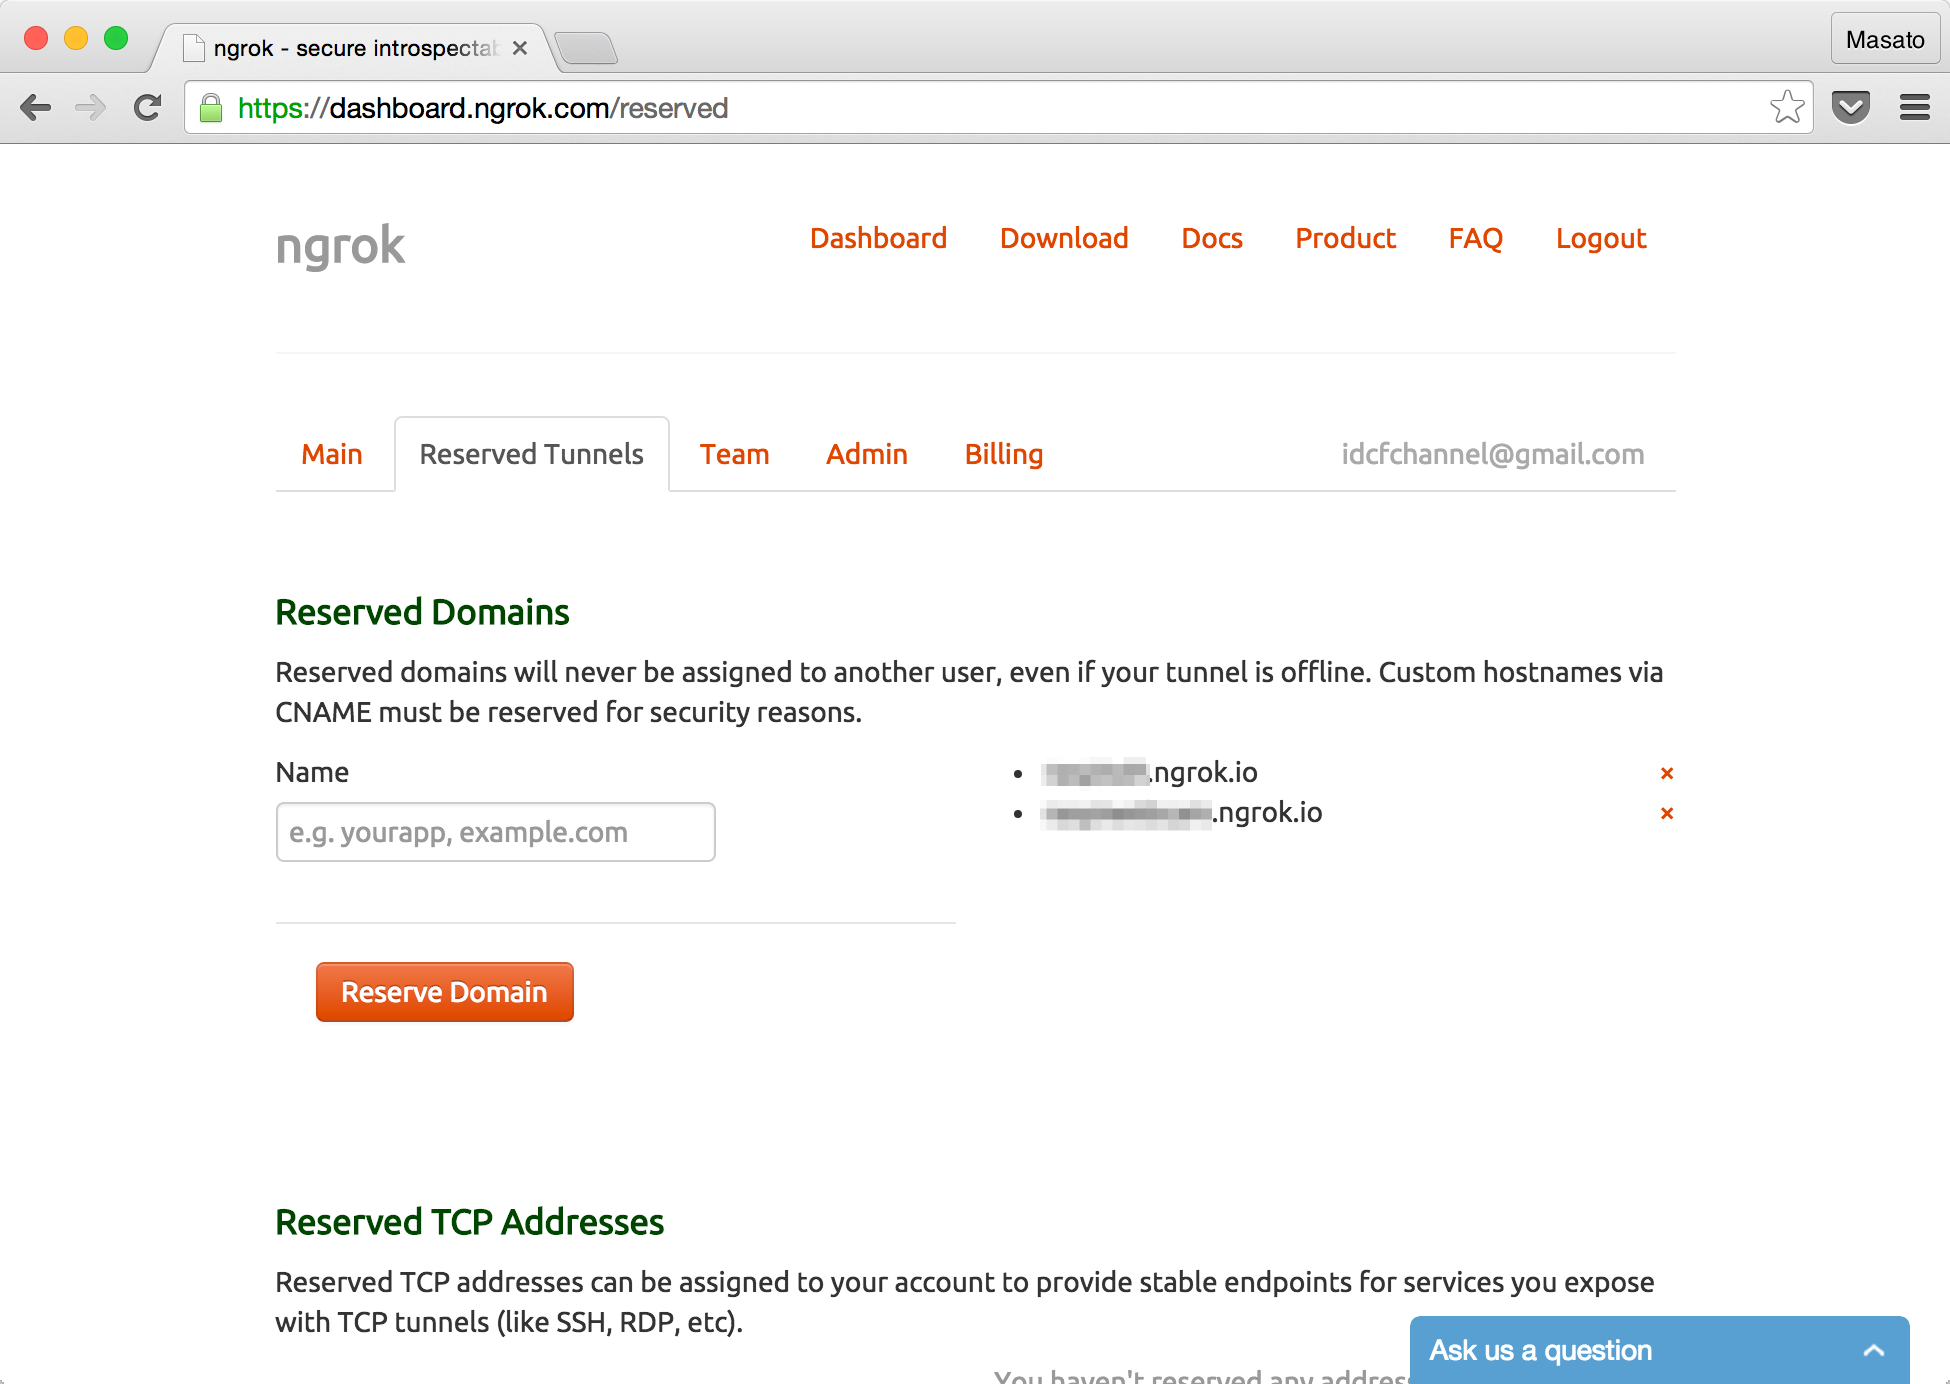 ngrok - secure introspectab
Masato
https://dashboard.ngrok.com/reserved
ngrok
Dashboard Download Docs Product FAQ Logout
Main Reserved Tunnels Team Admin Billing idcfchannel@gmail.com
Reserved Domains
Reserved domains will never be assigned to another user, even if your tunnel is offline. Custom hostnames via
CNAME must be reserved for security reasons.
Name
.ngrok.io
e.g. yourapp, example.com
.ngrok.io
Reserve Domain
Reserved TCP Addresses
Reserved TCP addresses can be assigned to your account to provide stable endpoints for services you expose
with TCP tunnels (like SSH, RDP, etc).
Ask us a question
You haven't reserved any address